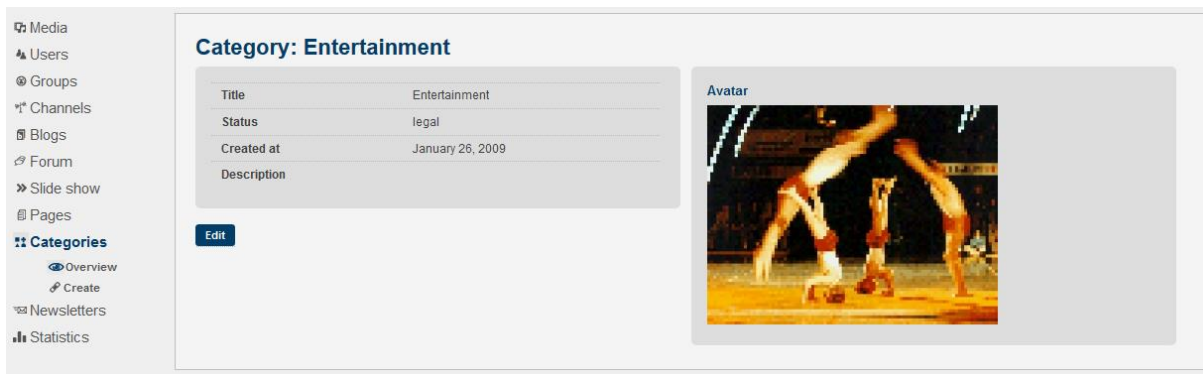 Media
Users
Groups
Channels
Blogs
Forum
Slide show
Pages
Categories
Overview
Create
Newsletters
Statistics
Category: Entertainment
Title Entertainment
Status legal
Created at January 26, 2009
Description
Edit
Avatar